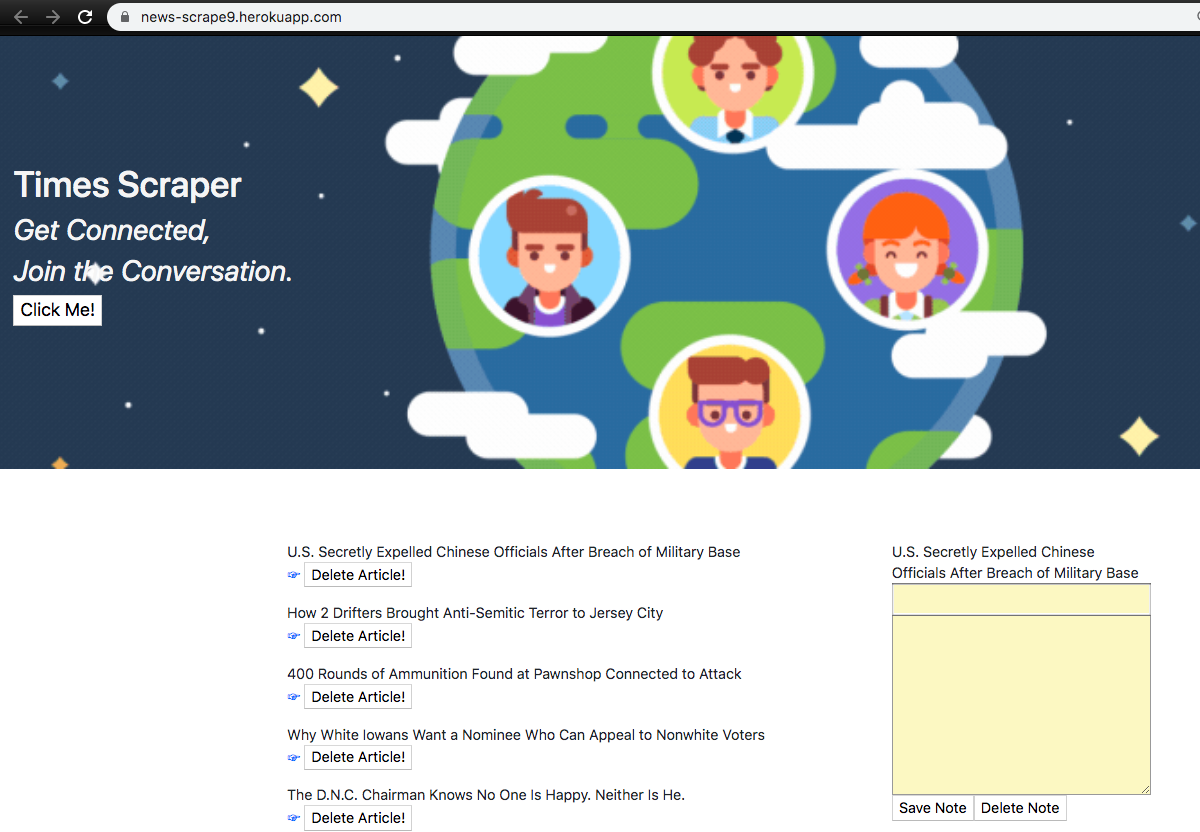 news-scrape9.herokuapp.com
Times Scraper
Get Connected,
Join the Conversation.
Click Me!
U.S. Secretly Expelled Chinese Officials After Breach of Military Base
Delete Article!
How 2 Drifters Brought Anti-Semitic Terror to Jersey City
Delete Article!
400 Rounds of Ammunition Found at Pawnshop Connected to Attack
Delete Article!
Why White Iowans Want a Nominee Who Can Appeal to Nonwhite Voters
Delete Article!
The D.N.C. Chairman Knows No One Is Happy. Neither Is He.
Delete Article!
U.S. Secretly Expelled Chinese
Officials After Breach of Military Base
Save Note Delete Note